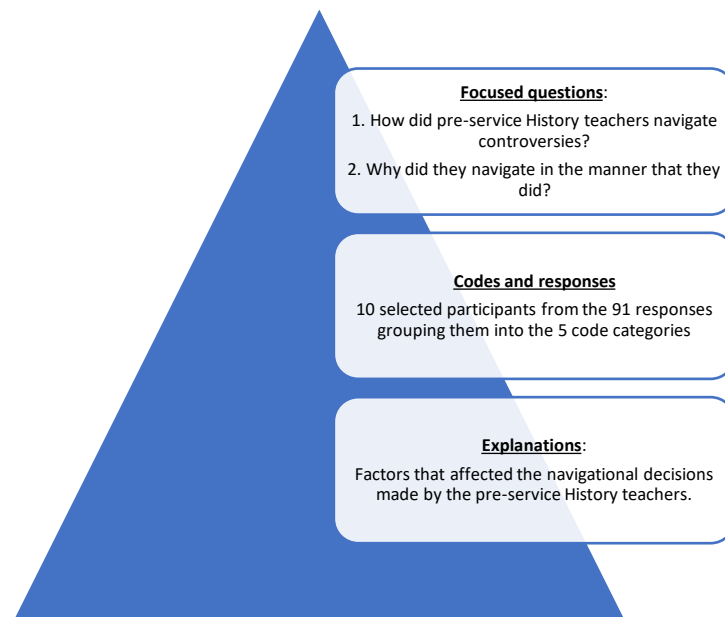 Focused questions:
1. How did pre-service History teachers navigate
controversies?
2. Why did they navigate in the manner that they
did?
Codes and responses
10 selected participants from the 91 responses
grouping them into the 5 code categories
Explanations:
Factors that affected the navigational decisions
made by the pre-service History teachers.